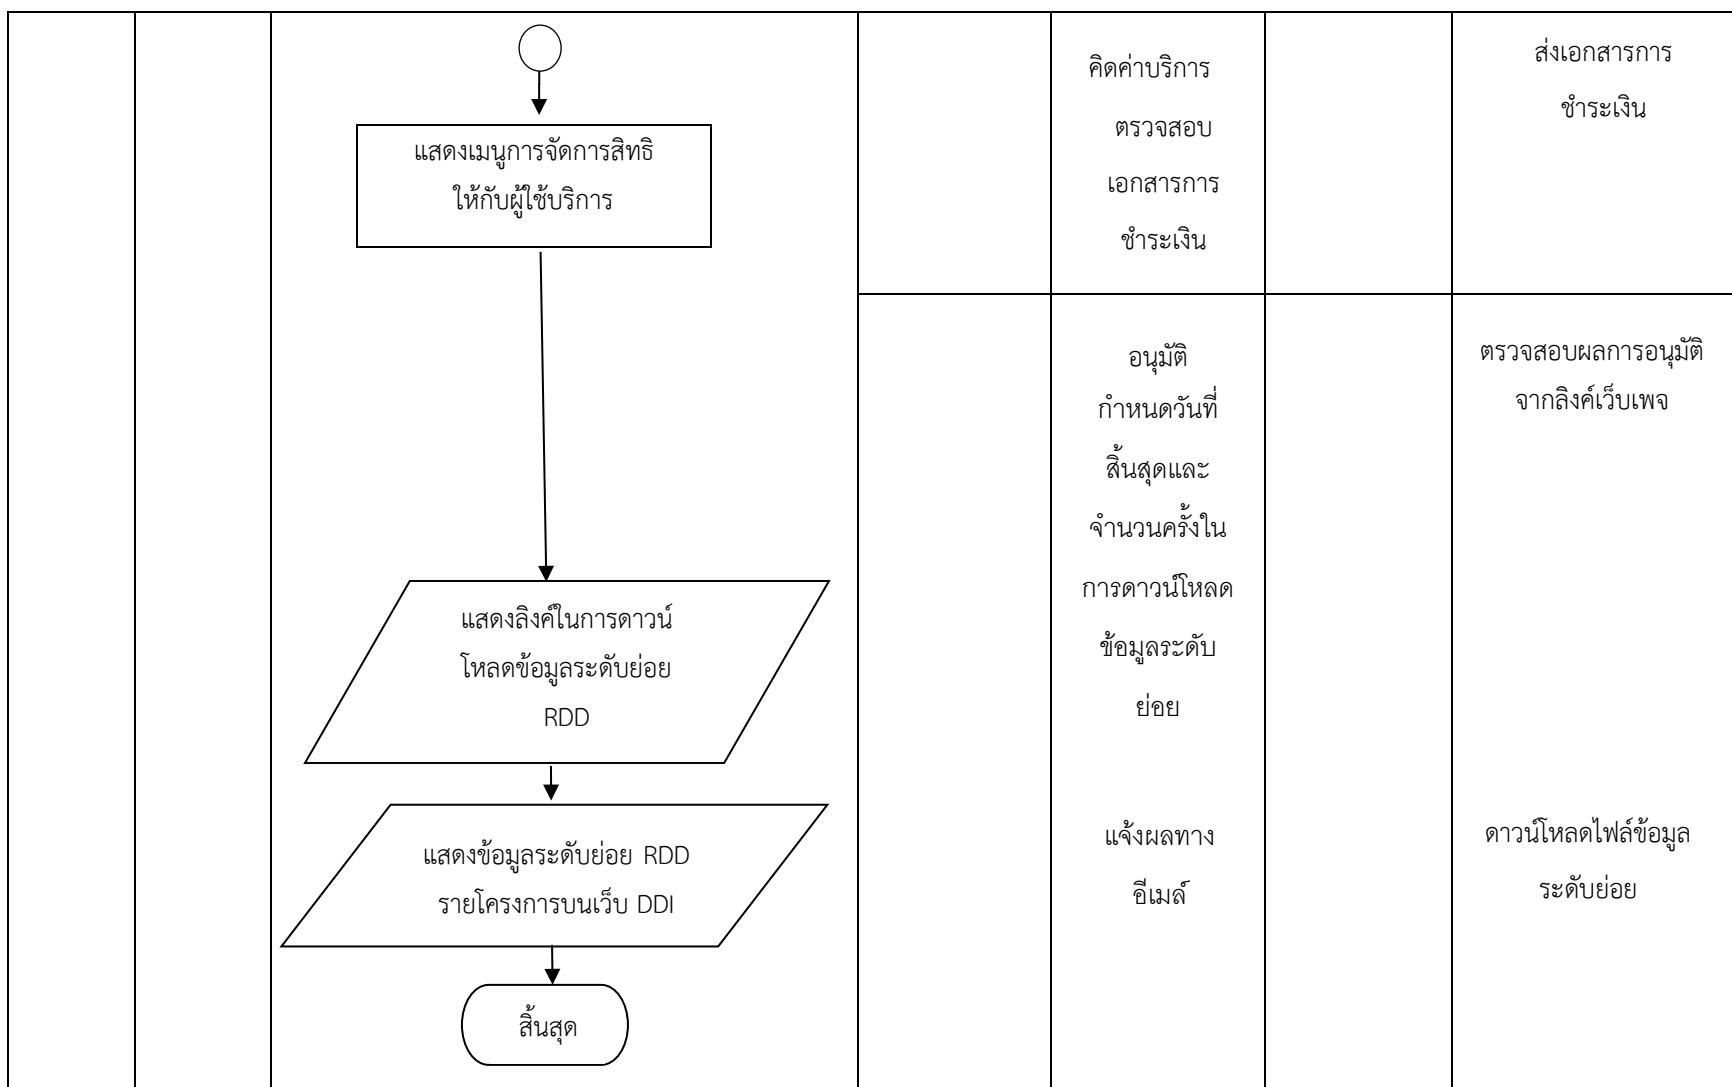 แสดงเมนูการจัดการสิทธิ
ให้กับผู้ใช้บริการ
แสดงลิงค์ในการดาวน์
โหลดข้อมูลระดับย่อย
RDD
แสดงข้อมูลระดับย่อย RDD
รายโครงการบนเว็บ DDI
สิ้นสุด
คิดค่าบริการ
ตรวจสอบ
เอกสารการ
ชำระเงิน
ส่งเอกสารการ
ชำระเงิน
อนุมัติ
กำหนดวันที่
สิ้นสุดและ
จำนวนครั้งใน
การดาวน์โหลด
ข้อมูลระดับ
ย่อย
แจ้งผลทาง
อีเมล์
ตรวจสอบผลการอนุมัติ
จากลิงค์เว็บเพจ
ดาวน์โหลดไฟล์ข้อมูล
ระดับย่อย